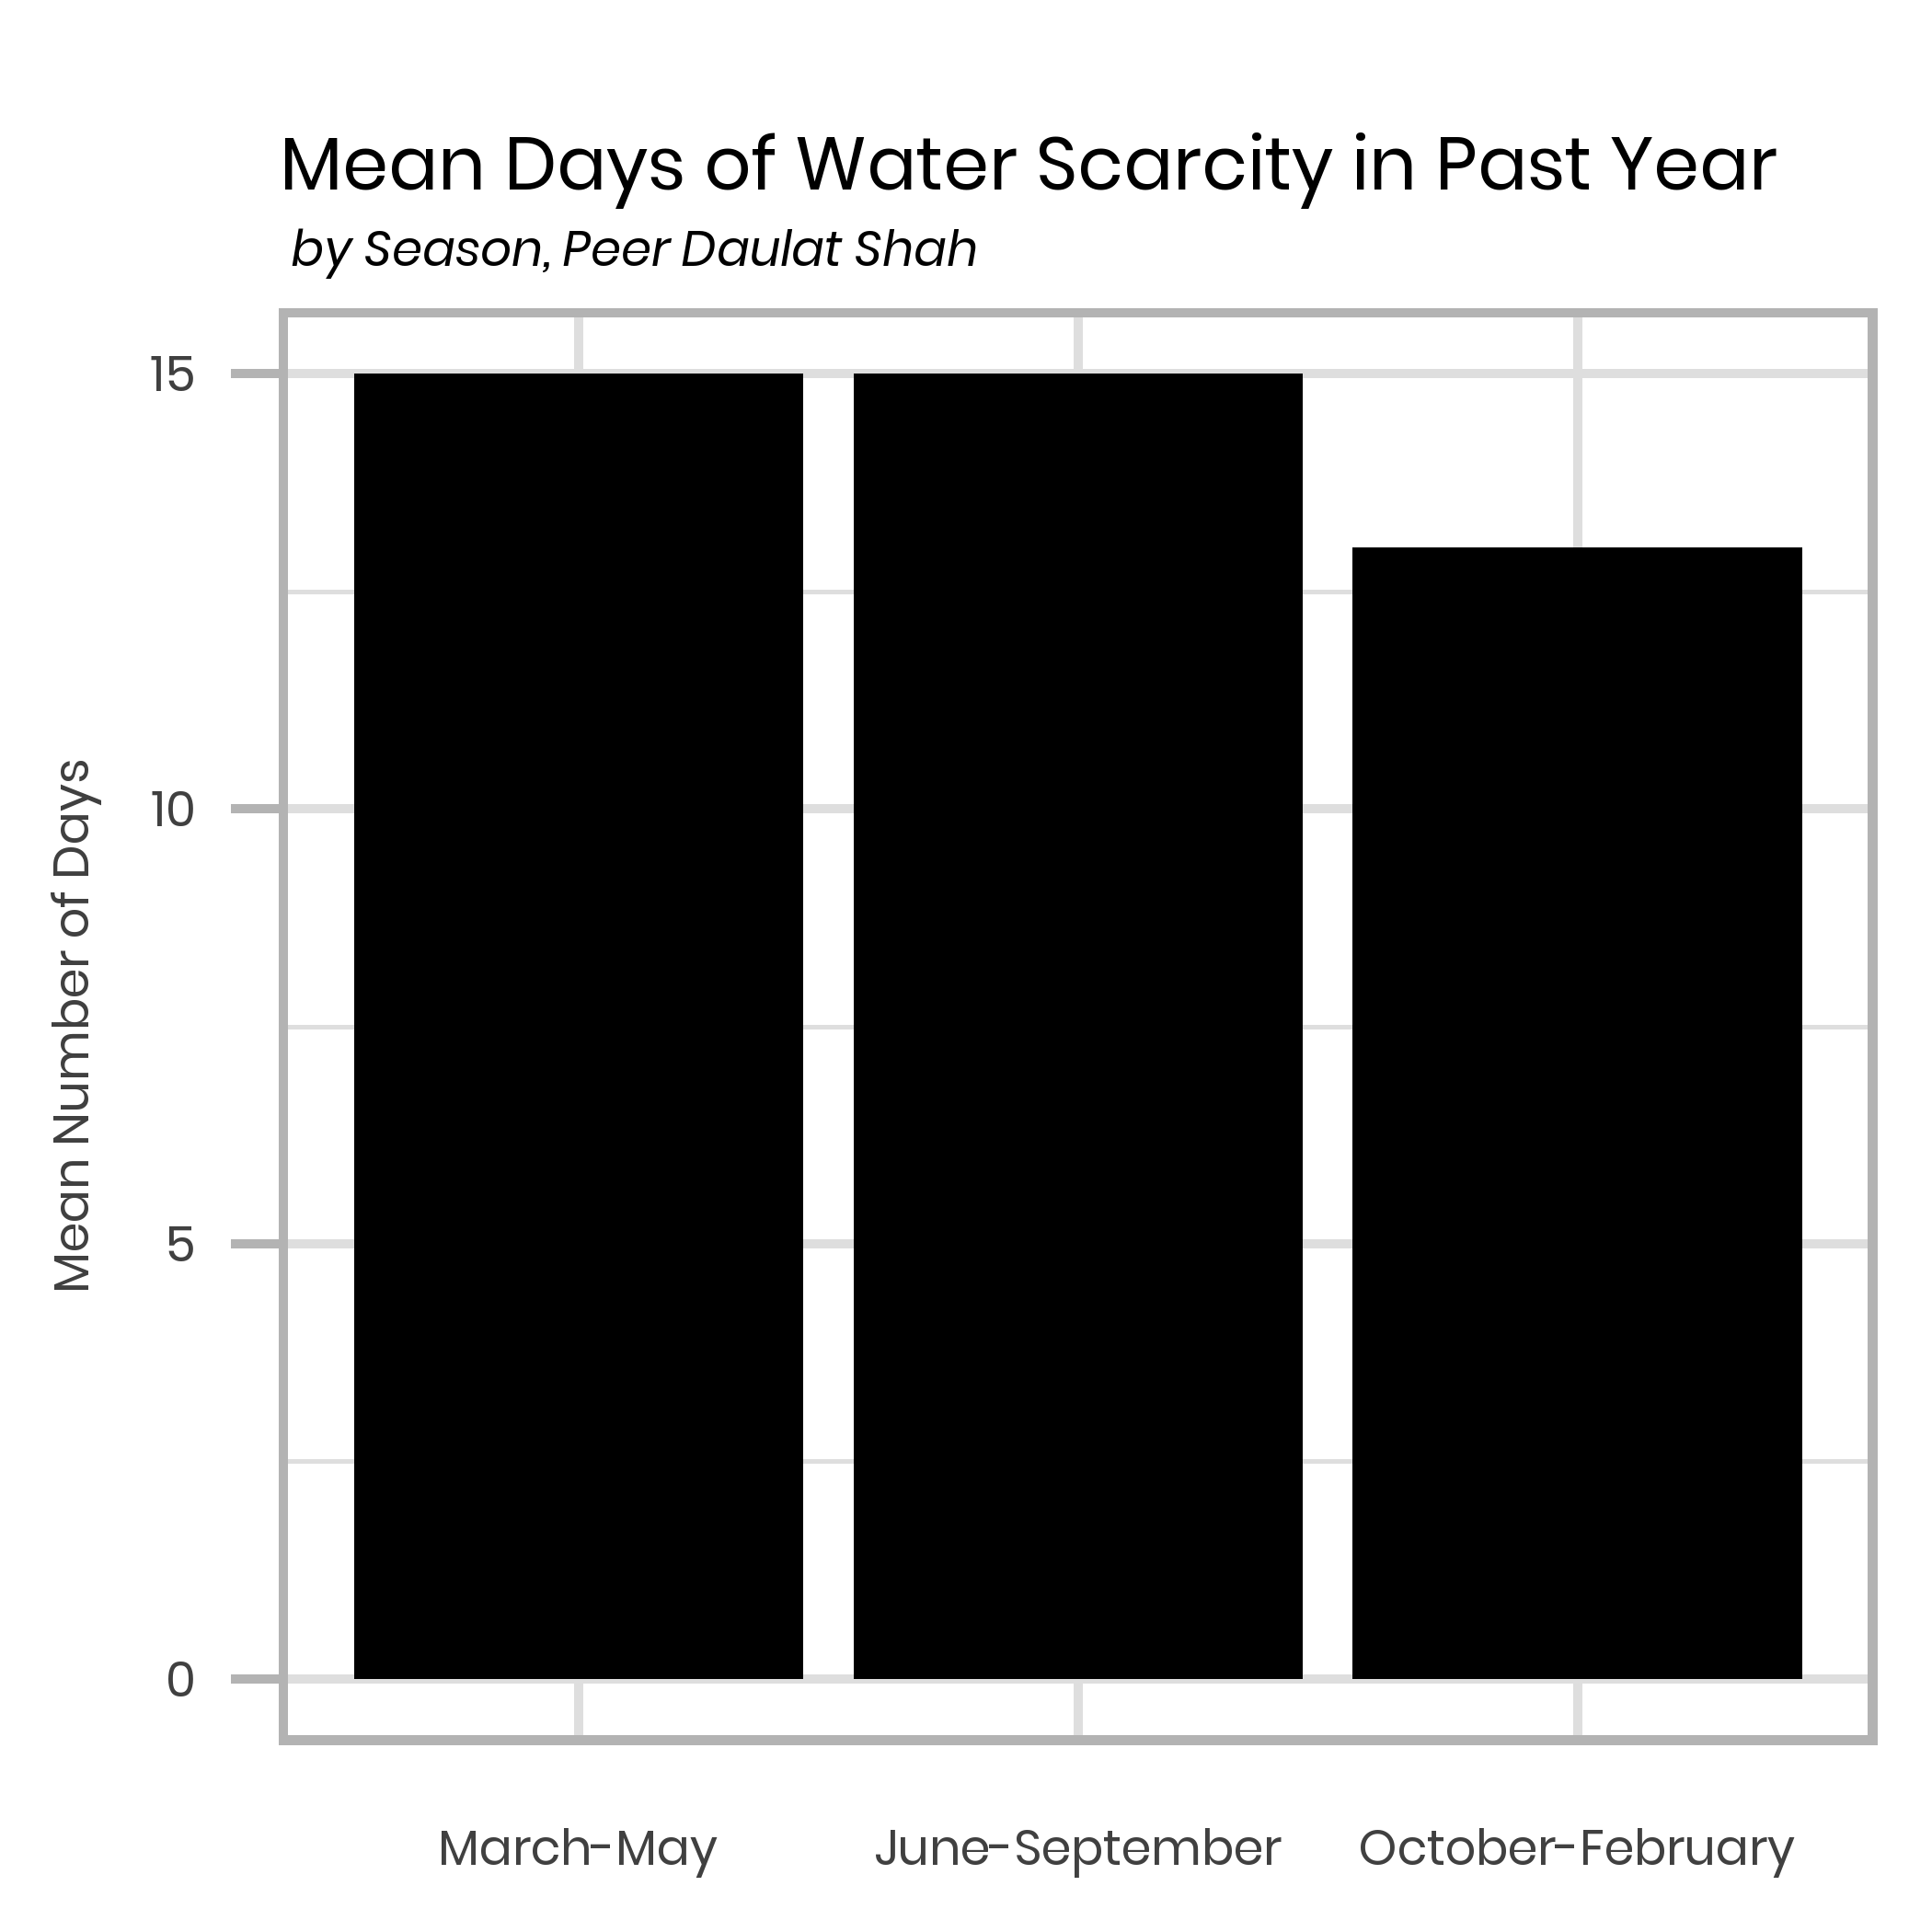 Mean Days of Water Scarcity in Past Year
by Season, Peer Daulat Shah
Mean Number of Days
15
10
5
0
March-May
June-September
October-February